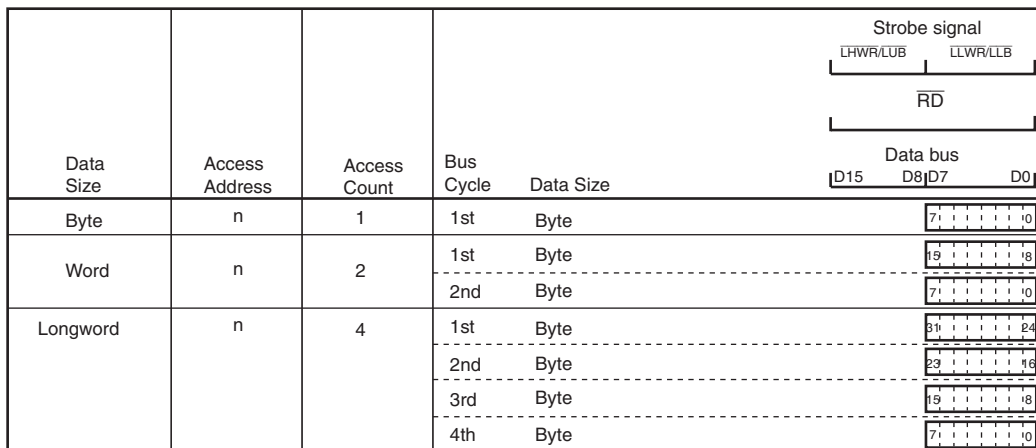 Strobe signal
LHWR/LUB LLWR/LLB
RD
Data Size Access Address Access Count Bus Cycle Data Size Data bus
D15 D8 D7 D0
Byte n 1 1st Byte 7 0
Word n 2 1st Byte 15 8
2nd Byte 7 0
Longword n 4 1st Byte 31 24
2nd Byte 23 16
3rd Byte 15 8
4th Byte 7 0